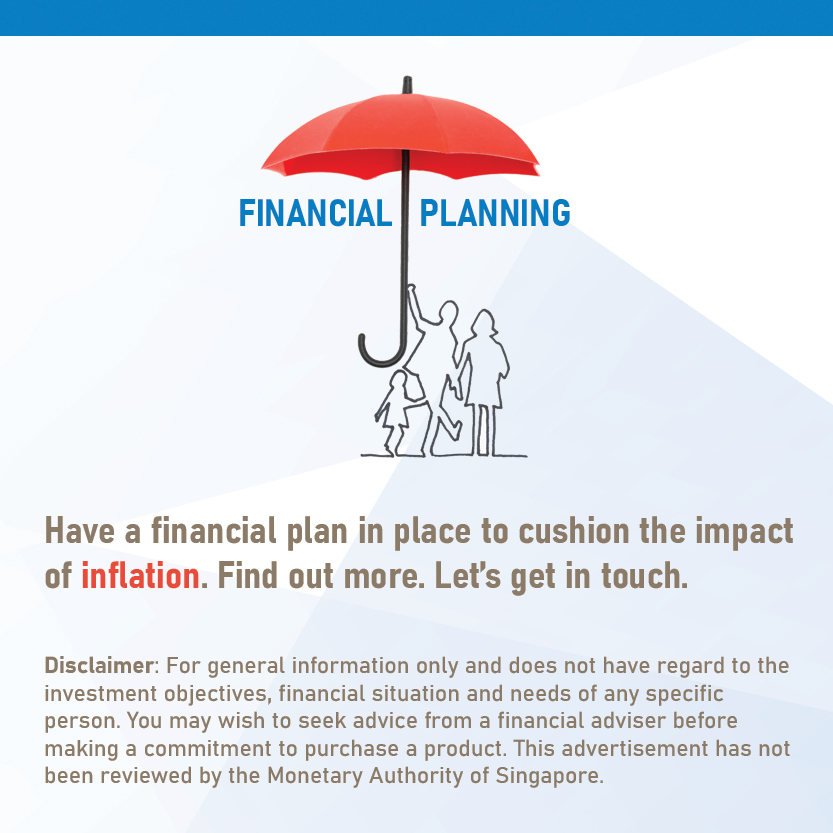 FINANCIAL PLANNING
Have a financial plan in place to cushion the impact
of inflation. Find out more. Let’s get in touch.
Disclaimer: For general information only and does not have regard to the
investment objectives, financial situation and needs of any specific
person. You may wish to seek advice from a financial adviser before
making a commitment to purchase a product. This advertisement has not
been reviewed by the Monetary Authority of Singapore.